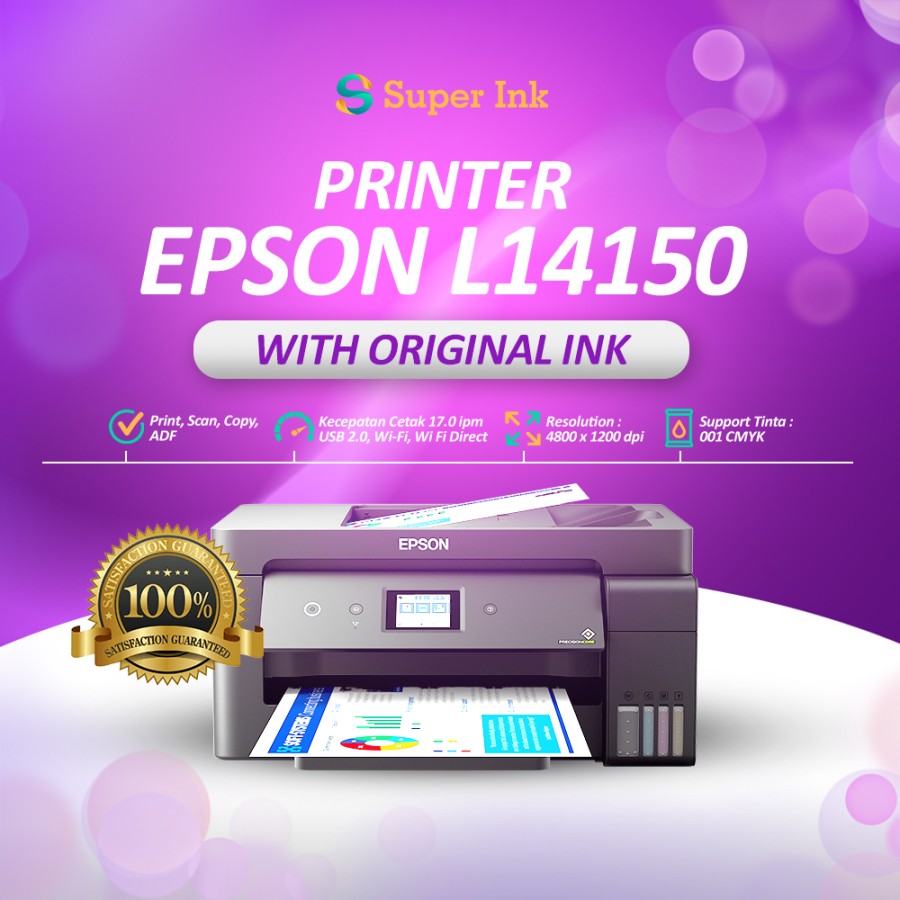 Super Ink
PRINTER
EPSON L14150
WITH ORIGINAL INK
Print, Scan, Copy,
ADF
Kecepatan Cetak 17.0 ipm
USB 2.0, Wi-Fi, Wi Fi Direct
Resolution :
4800 x 1200 dpi
Support Tinta :
001 CMYK
EPSON
SATISFACTION GUARANTEED
100%
SATISFACTION GUARANTEED
PRECISIONCORE